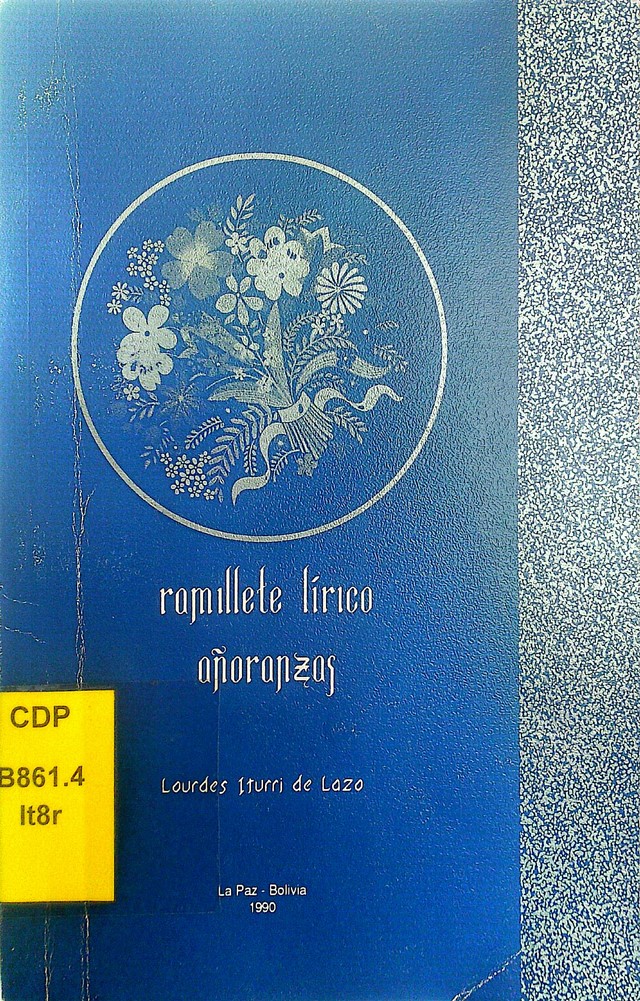 ramillete lírico
añoranzas
Lourdes Iturri de Lazo
CDP
B861.4
It8r
La Paz - Bolivia
1990